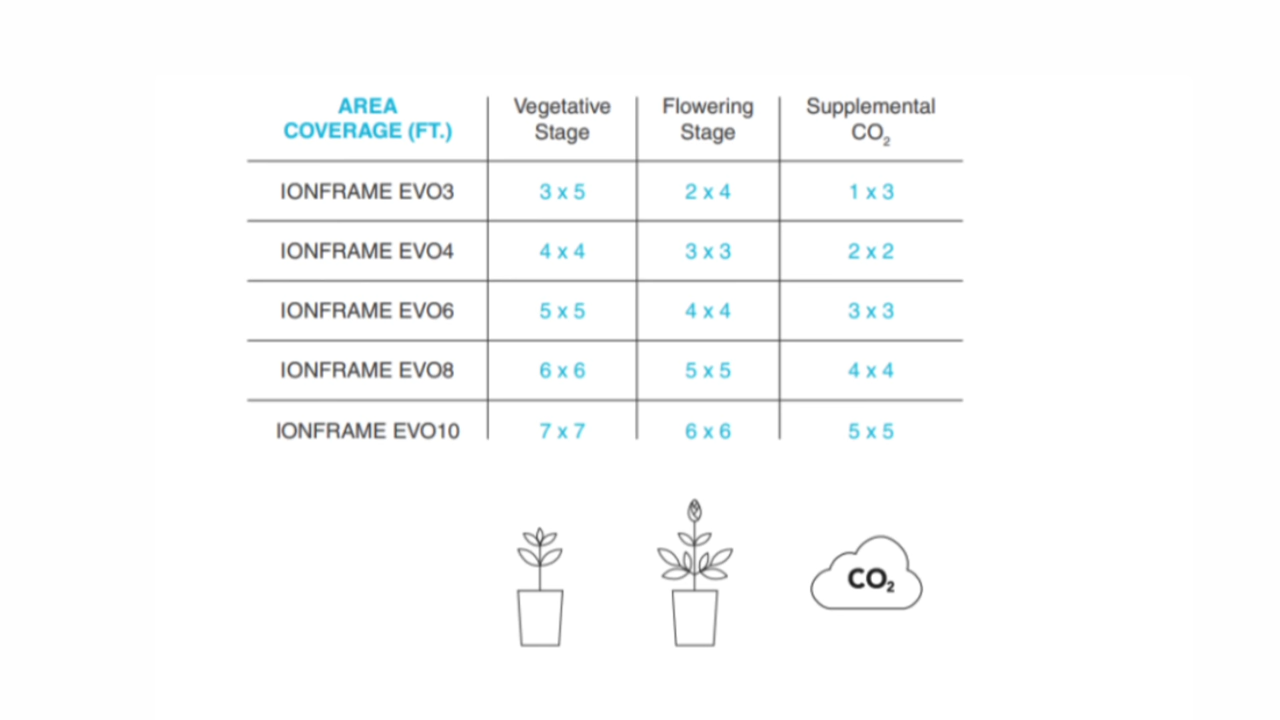 AREA COVERAGE (FT.) Vegetative Stage Flowering Stage Supplemental CO₂
IONFRAME EVO3 3 x 5 2 x 4 1 x 3
IONFRAME EVO4 4 x 4 3 x 3 2 x 2
IONFRAME EVO6 5 x 5 4 x 4 3 x 3
IONFRAME EVO8 6 x 6 5 x 5 4 x 4
IONFRAME EVO10 7 x 7 6 x 6 5 x 5
CO₂